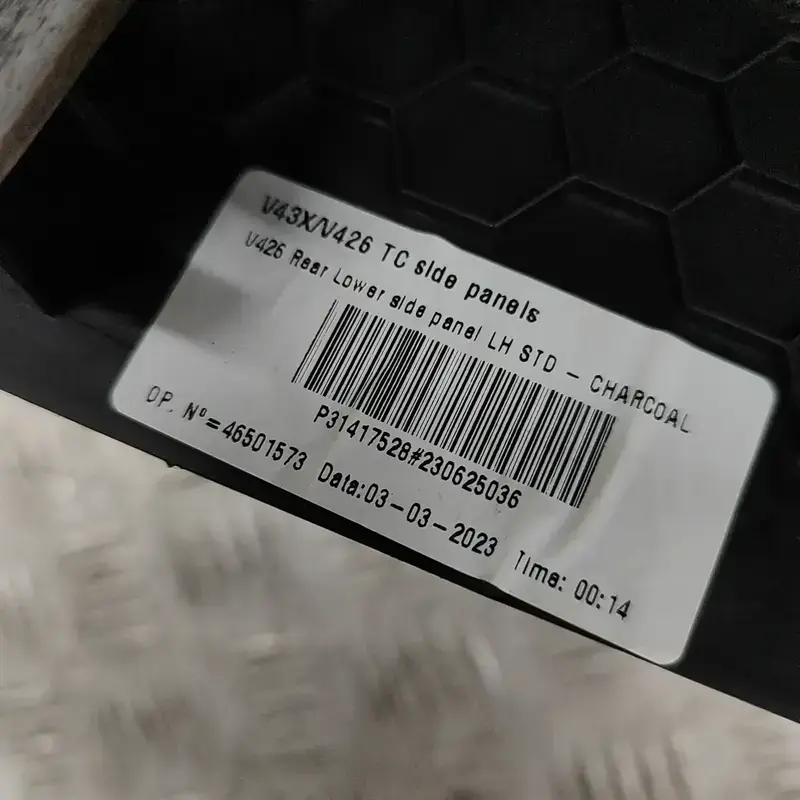 V43X/V426 TC side panels
V426 Rear Lower side panel LH STD - CHARCOAL
P31417528#230625036
OP. Nº=46501573 Data:03-03-2023 Time: 00:14